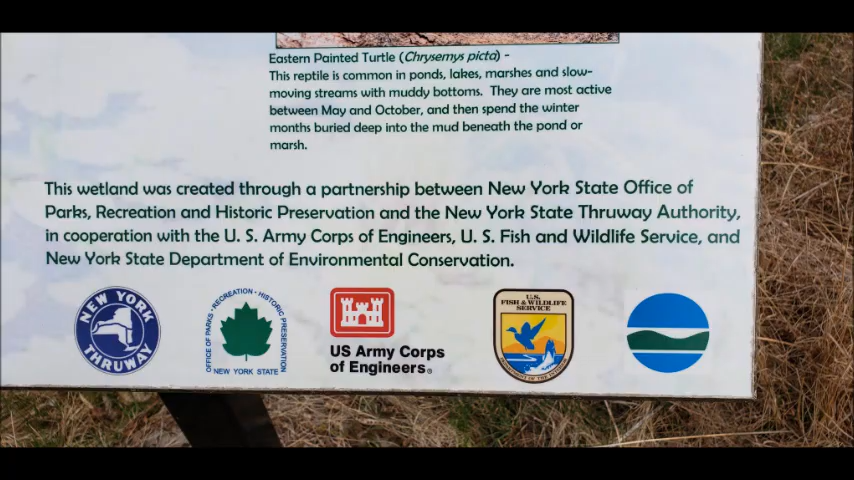 Eastern Painted Turtle (Chrysemys picta) -
This reptile is common in ponds, lakes, marshes and slow-
moving streams with muddy bottoms. They are most active
between May and October, and then spend the winter
months buried deep into the mud beneath the pond or
marsh.
This wetland was created through a partnership between New York State Office of
Parks, Recreation and Historic Preservation and the New York State Thruway Authority,
in cooperation with the U. S. Army Corps of Engineers, U. S. Fish and Wildlife Service, and
New York State Department of Environmental Conservation.
NEW YORK
THRUWAY
OFFICE OF PARKS • RECREATION • HISTORIC PRESERVATION
NEW YORK STATE
US Army Corps
of Engineers®
U.S.
FISH & WILDLIFE
SERVICE
DEPARTMENT OF THE INTERIOR